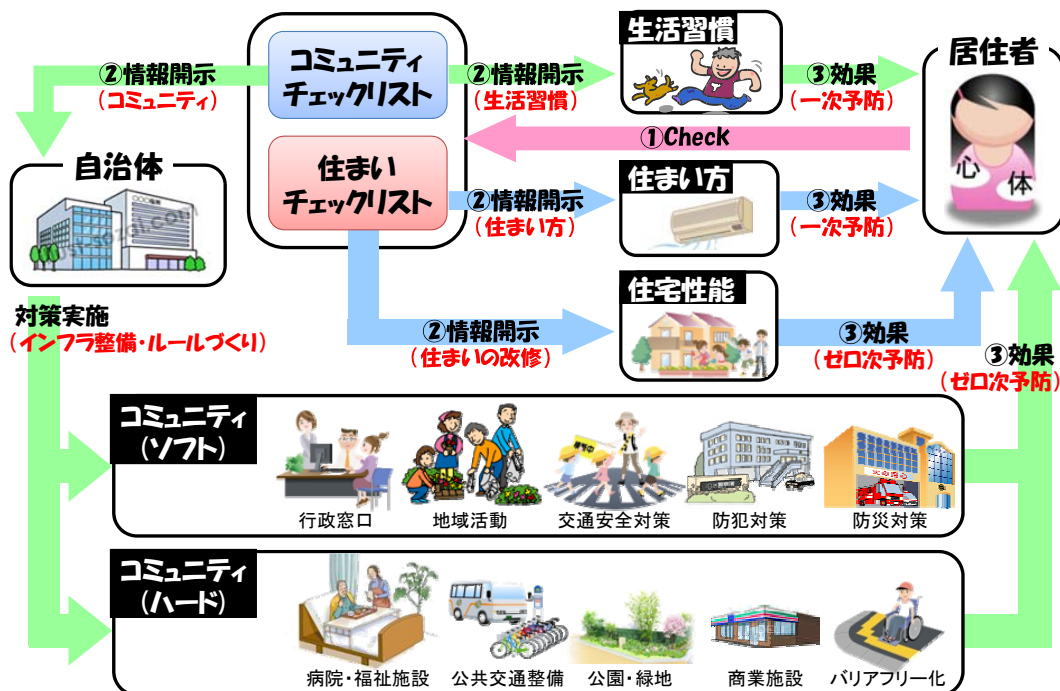 コミュニティ
チェックリスト
住まい
チェックリスト
②情報開示
(コミュニティ)
②情報開示
(生活習慣)
生活習慣
③効果
(一次予防)
居住者
心
体
①Check
自治体
②情報開示
(住まい方)
住まい方
③効果
(一次予防)
②情報開示
(住まいの改修)
住宅性能
③効果
(ゼロ次予防)
③効果
(ゼロ次予防)
対策実施
(インフラ整備・ルールづくり)
コミュニティ
(ソフト)
行政窓口
地域活動
交通安全対策
防犯対策
防災対策
コミュニティ
(ハード)
病院・福祉施設
公共交通整備
公園・緑地
商業施設
バリアフリー化